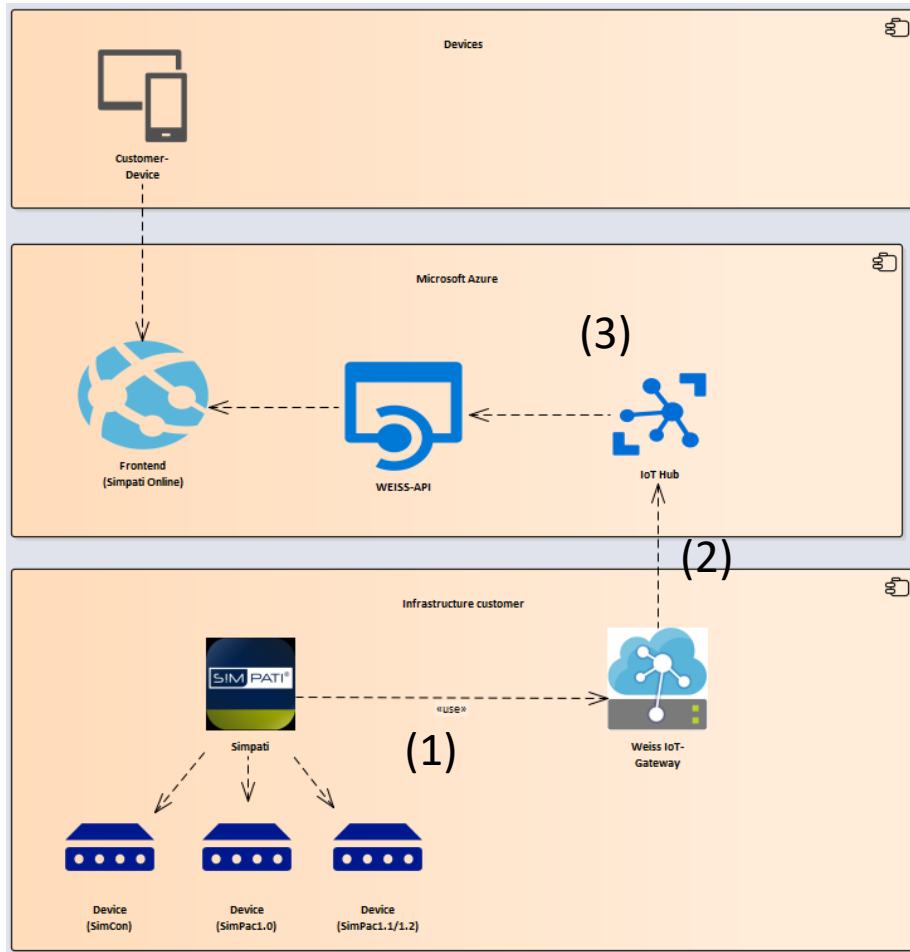 Devices
Customer-
Device
Microsoft Azure
(3)
Frontend
(Simpati Online)
WEISS-API
IoT Hub
(2)
Infrastructure customer
SIMPATI®
«use»
Simpati
(1)
Weiss IoT-
Gateway
Device
(SimCon)
Device
(SimPac1.0)
Device
(SimPac1.1/1.2)